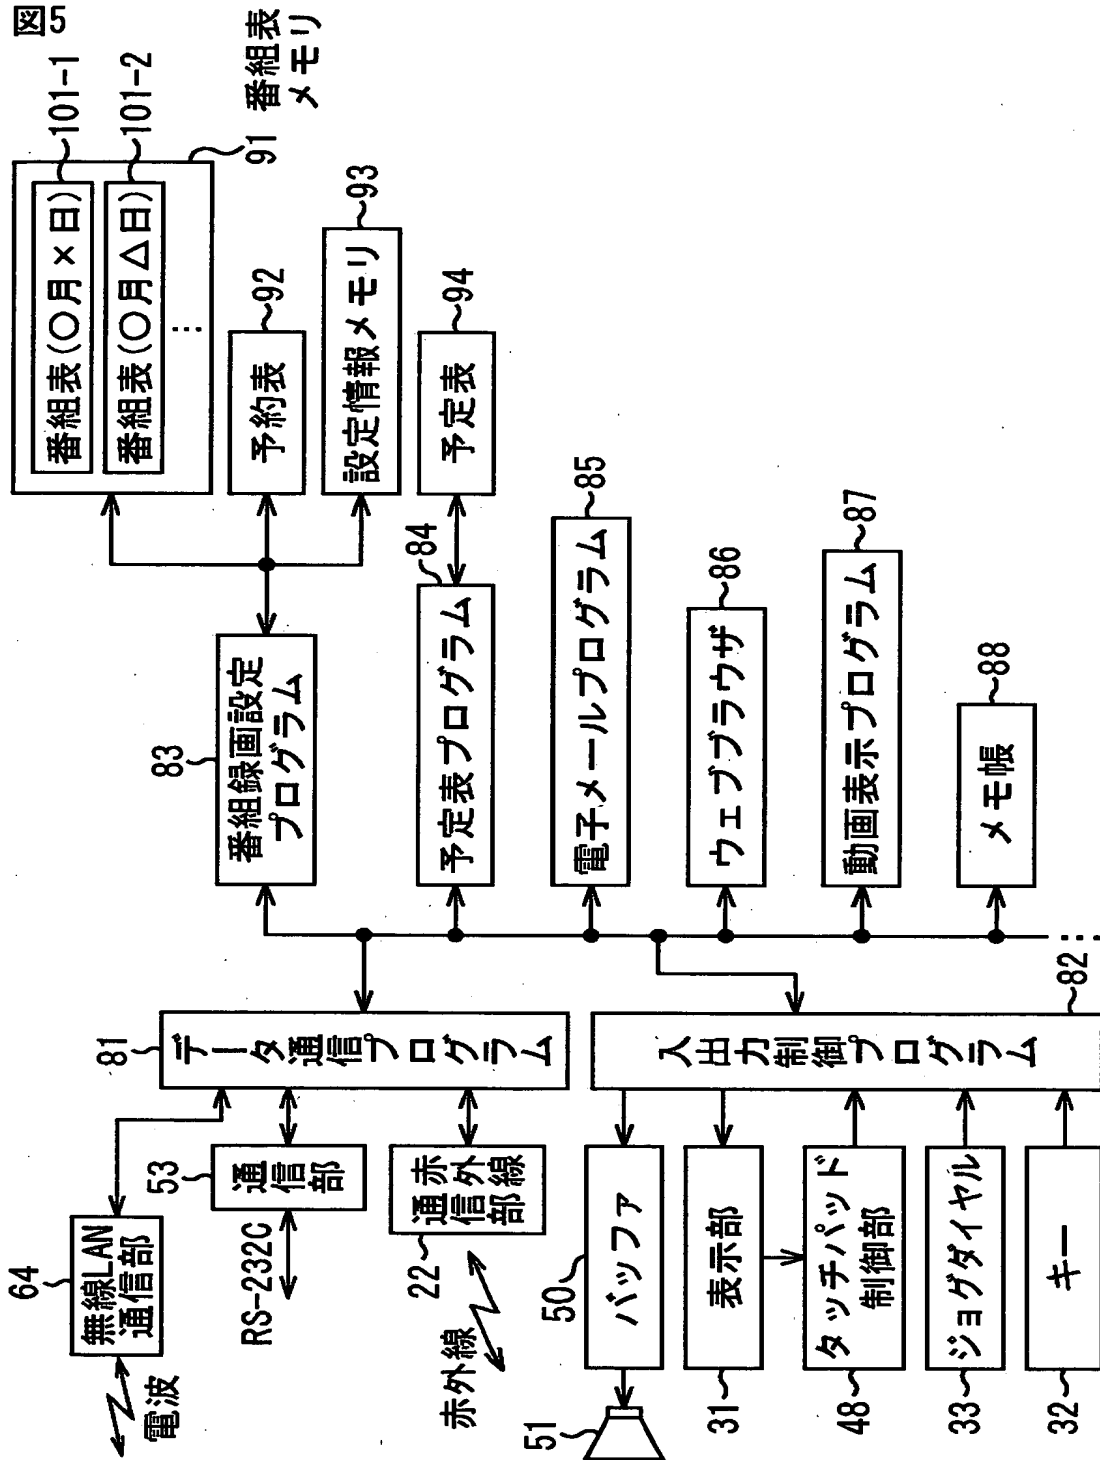 図5
電波
64
無線LAN
通信部
RS-232C
53
通信部
赤外線
22
赤外線
通信部
81
データ通信プログラム
51
50
バッファ
31
表示部
48
タッチパッド
制御部
33
ジョグダイヤル
32
キー
入出力制御プログラム
82
83
番組録画設定
プログラム
84
予定表プログラム
85
電子メールプログラム
86
ウェブブラウザ
87
動画表示プログラム
88
メモ帳
番組表(○月×日)
101-1
番組表(○月△日)
101-2
91
番組表
メモリ
92
予約表
93
設定情報メモリ
94
予定表